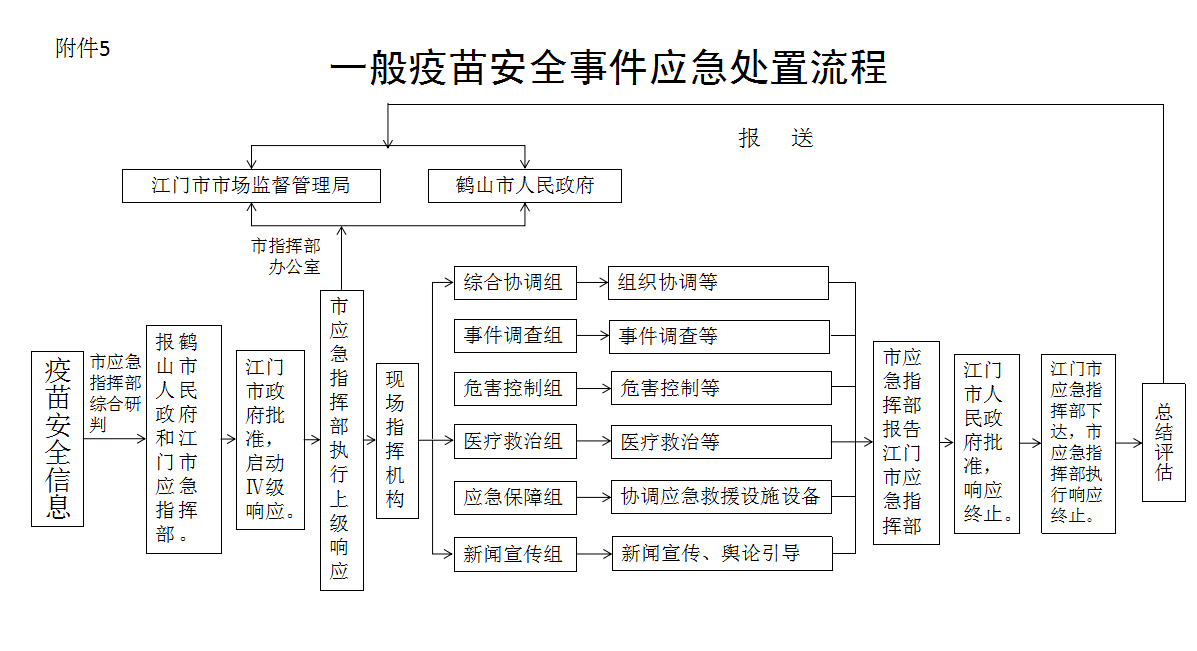 附件5
一般疫苗安全事件应急处置流程
报 送
江门市市场监督管理局
鹤山市人民政府
市指挥部
办公室
疫苗安全信息
市应急
指挥部
综合研
判
报鹤
山市
人民
政府
和江
门市
应急
指挥
部。
江门
市政
府批
准，
启动
Ⅳ级
响应。
市应急指挥部执行上级响应
现场指挥机构
综合协调组
组织协调等
事件调查组
事件调查等
危害控制组
危害控制等
医疗救治组
医疗救治等
应急保障组
协调应急救援设施设备
新闻宣传组
新闻宣传、舆论引导
市应
急指
挥部
报告
江门
市应
急指
挥部
江门
市人
民政
府批
准，
响应
终止。
江门市
应急指
挥部下
达，市
应急指
挥部执
行响应
终止。
总结评估